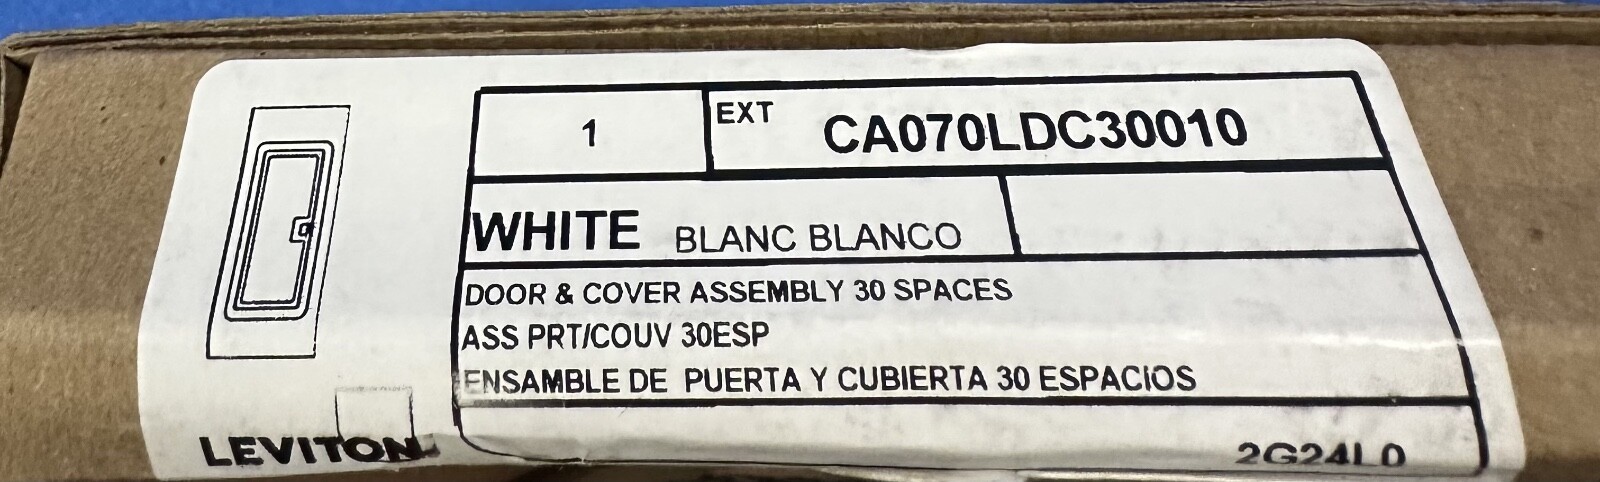 1 EXT CA070LDC30010
WHITE BLANC BLANCO
DOOR & COVER ASSEMBLY 30 SPACES
ASS PRT/COUV 30ESP
ENSAMBLE DE PUERTA Y CUBIERTA 30 ESPACIOS
LEVITON